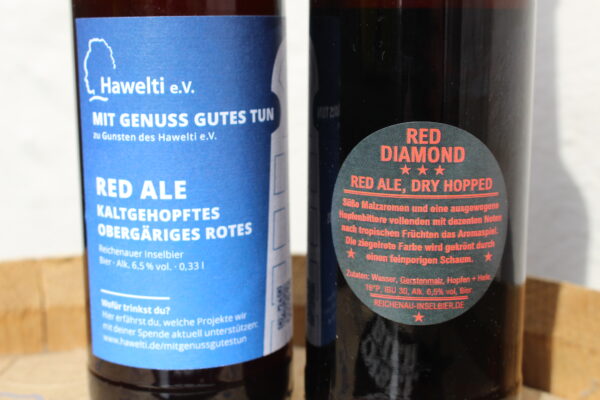 Hawelti e.V.
MIT GENUSS GUTES TUN
zu Gunsten des Hawelti e.V.
RED ALE
KALTGEHOPFTES
OBERGÄRIGES ROTES
Reichenauer Inselbier
Bier · Alk. 6,5 % vol. · 0,33 l
Wofür trinkst du?
Hier erfährst du, welche Projekte wir
mit deiner Spende aktuell unterstützen:
www.hawelti.de/mitgenussgutestun
RED
DIAMOND
RED ALE, DRY HOPPED
Süße Malzaromen und eine ausgewogene
Hopfenbittere vollenden mit dezenten Noten
nach tropischen Früchten das Aromaspiel.
Die ziegelrote Farbe wird gekrönt durch
einen feinporigen Schaum.
Zutaten: Wasser, Gerstenmalz, Hopfen + Hefe.
16°P, IBU 30, Alk. 6,5% vol, Bier.
REICHENAU-INSELBIER.DE